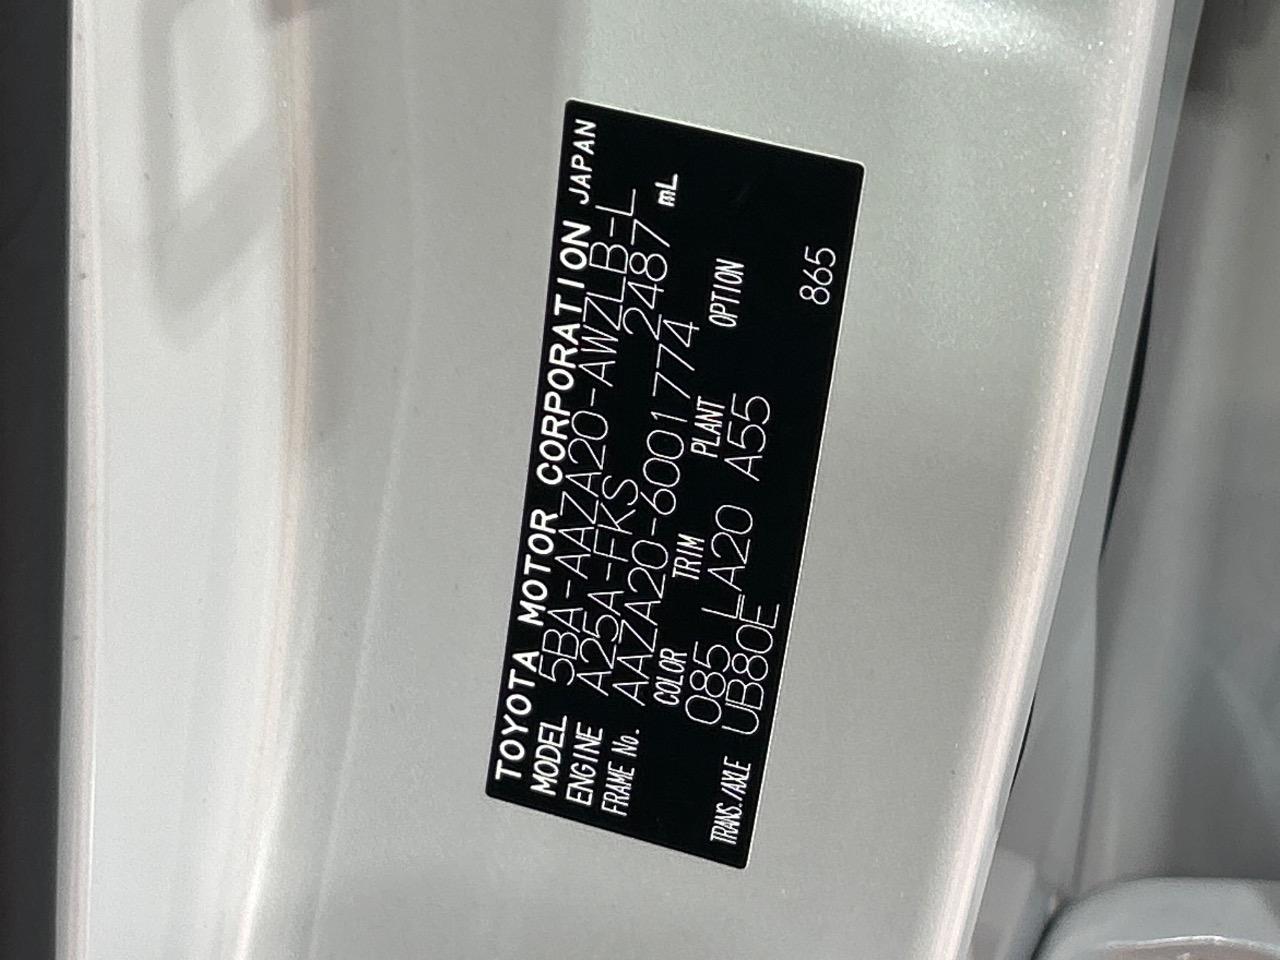 TOYOTA MOTOR CORPORATION JAPAN
MODEL 5BA-AAZA20-AWZLB-L
ENGINE A25A-FKS 2487 mL
FRAME No. AAZA20-6001774
COLOR TRIM PLANT OPTION
085 LA20 A55
TRANS./AXLE UB80E 865